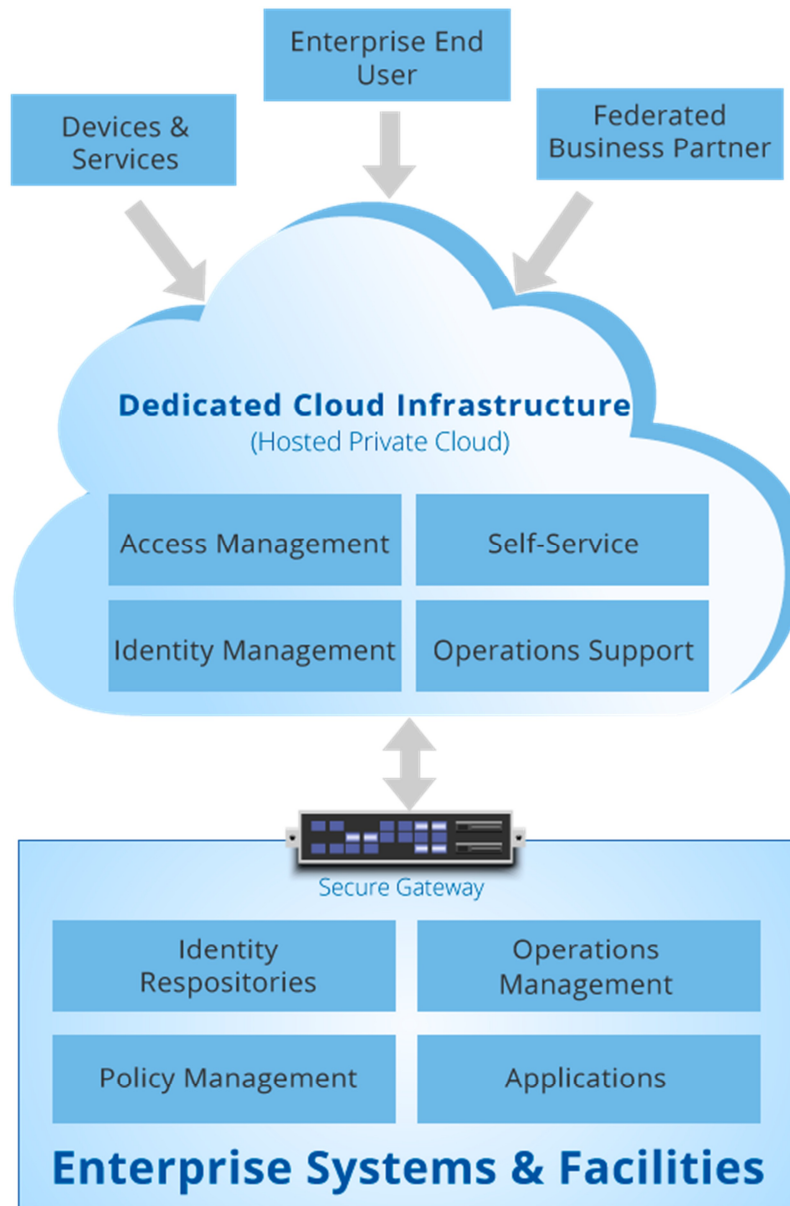 Enterprise End
User
Devices &
Services
Federated
Business Partner
Dedicated Cloud Infrastructure
(Hosted Private Cloud)
Access Management
Self-Service
Identity Management
Operations Support
Secure Gateway
Identity
Respositories
Operations
Management
Policy Management
Applications
Enterprise Systems & Facilities